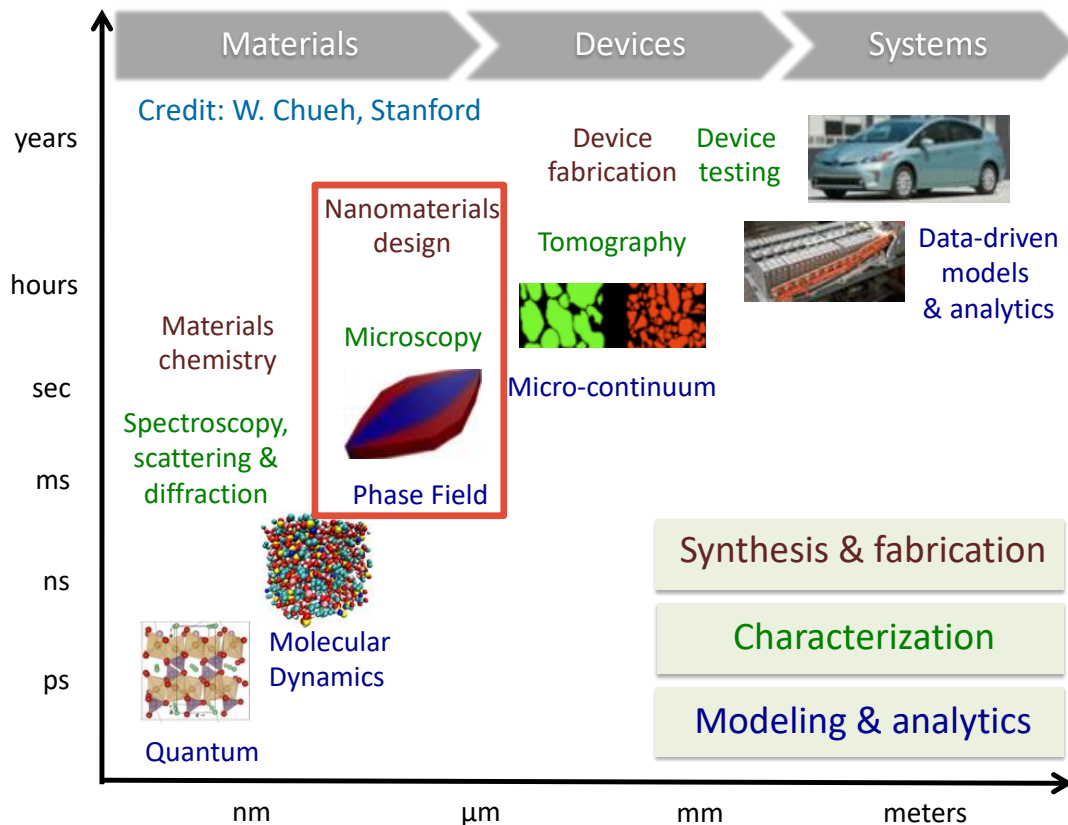 Materials
Devices
Systems
Credit: W. Chueh, Stanford
years
hours
sec
ms
ns
ps
Device
fabrication
Device
testing
Nanomaterials
design
Tomography
Data-driven
models
& analytics
Materials
chemistry
Microscopy
Micro-continuum
Spectroscopy,
scattering &
diffraction
Phase Field
Molecular
Dynamics
Quantum
Synthesis & fabrication
Characterization
Modeling & analytics
nm
μm
mm
meters